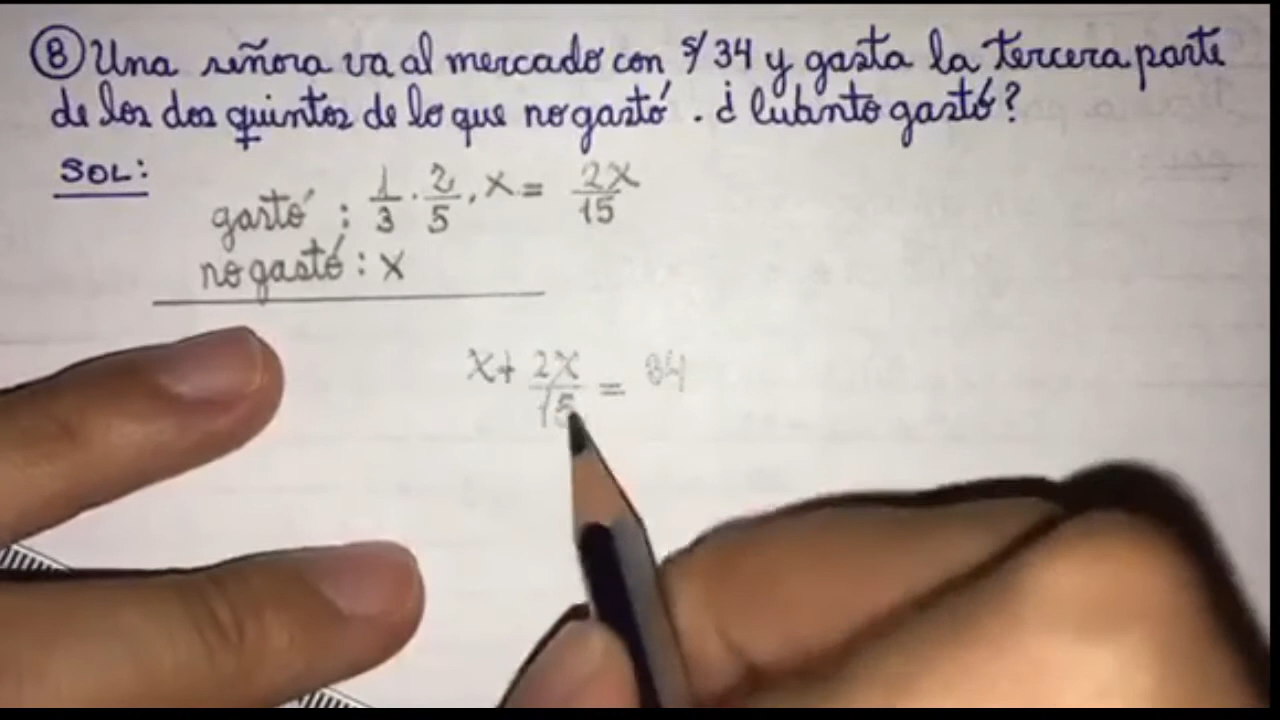 ⑧ Una señora va al mercado con s/34 y gasta la tercera parte
de los dos quintos de lo que no gastó. ¿Cuánto gastó?
SOL:
gastó : 1/3 . 2/5 . x = 2x/15
no gastó : x
x + 2x/15 = 34